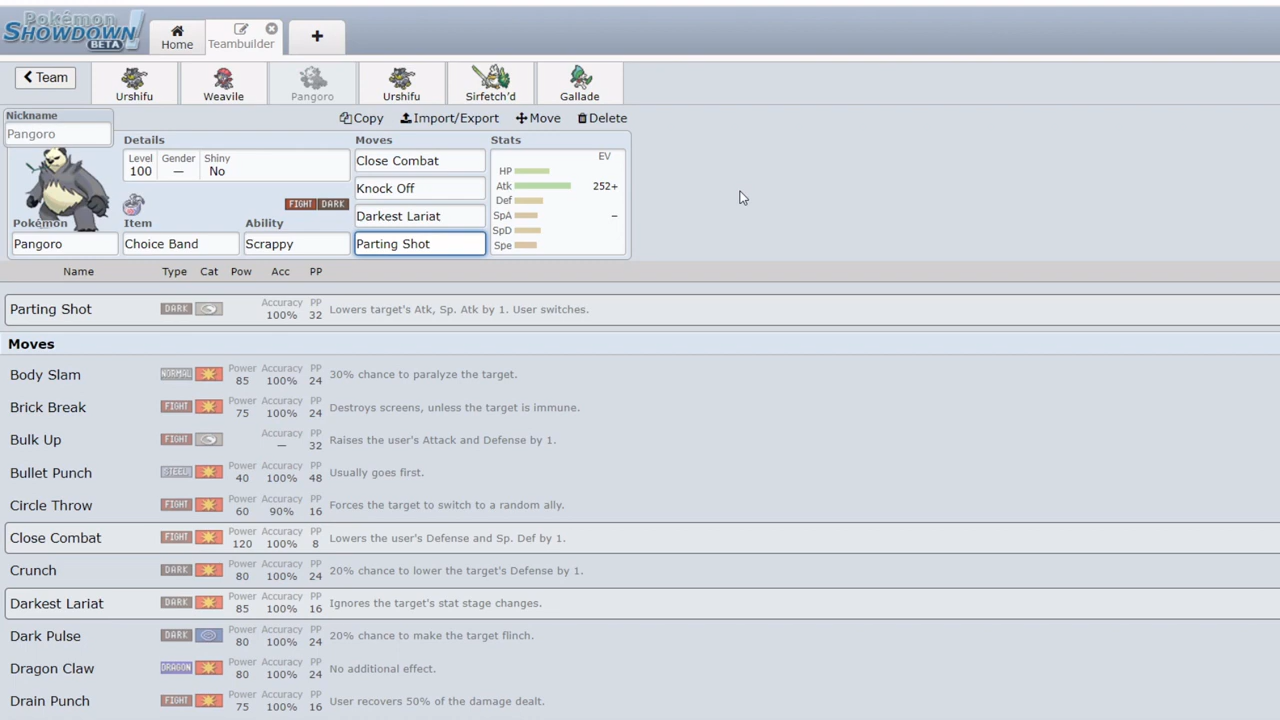 Pokémon
SHOWDOWN!
BETA
Home
Teambuilder
+
Team
Urshifu
Weavile
Pangoro
Urshifu
Sirfetch'd
Gallade
Nickname
Pangoro
Copy
Import/Export
Move
Delete
Details
Moves
Stats
Level
Gender
Shiny
100
—
No
Close Combat
EV
HP
Knock Off
Atk 252+
Def
FIGHT DARK
Darkest Lariat
SpA –
Pokémon
Item
Ability
SpD
Pangoro
Choice Band
Scrappy
Parting Shot
Spe
Name Type Cat Pow Acc PP
Parting Shot DARK Accuracy 100% PP 32 Lowers target's Atk, Sp. Atk by 1. User switches.
Moves
Body Slam NORMAL Power 85 Accuracy 100% PP 24 30% chance to paralyze the target.
Brick Break FIGHT Power 75 Accuracy 100% PP 24 Destroys screens, unless the target is immune.
Bulk Up FIGHT Accuracy — PP 32 Raises the user's Attack and Defense by 1.
Bullet Punch STEEL Power 40 Accuracy 100% PP 48 Usually goes first.
Circle Throw FIGHT Power 60 Accuracy 90% PP 16 Forces the target to switch to a random ally.
Close Combat FIGHT Power 120 Accuracy 100% PP 8 Lowers the user's Defense and Sp. Def by 1.
Crunch DARK Power 80 Accuracy 100% PP 24 20% chance to lower the target's Defense by 1.
Darkest Lariat DARK Power 85 Accuracy 100% PP 16 Ignores the target's stat stage changes.
Dark Pulse DARK Power 80 Accuracy 100% PP 24 20% chance to make the target flinch.
Dragon Claw DRAGON Power 80 Accuracy 100% PP 24 No additional effect.
Drain Punch FIGHT Power 75 Accuracy 100% PP 16 User recovers 50% of the damage dealt.